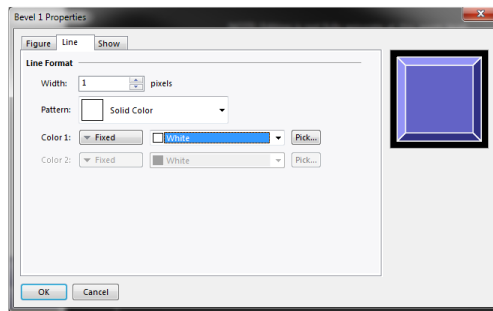 Bevel 1 Properties
Figure Line Show
Line Format
Width: 1 pixels
Pattern: Solid Color
Color 1: Fixed White Pick...
Color 2: Fixed White Pick...
OK Cancel